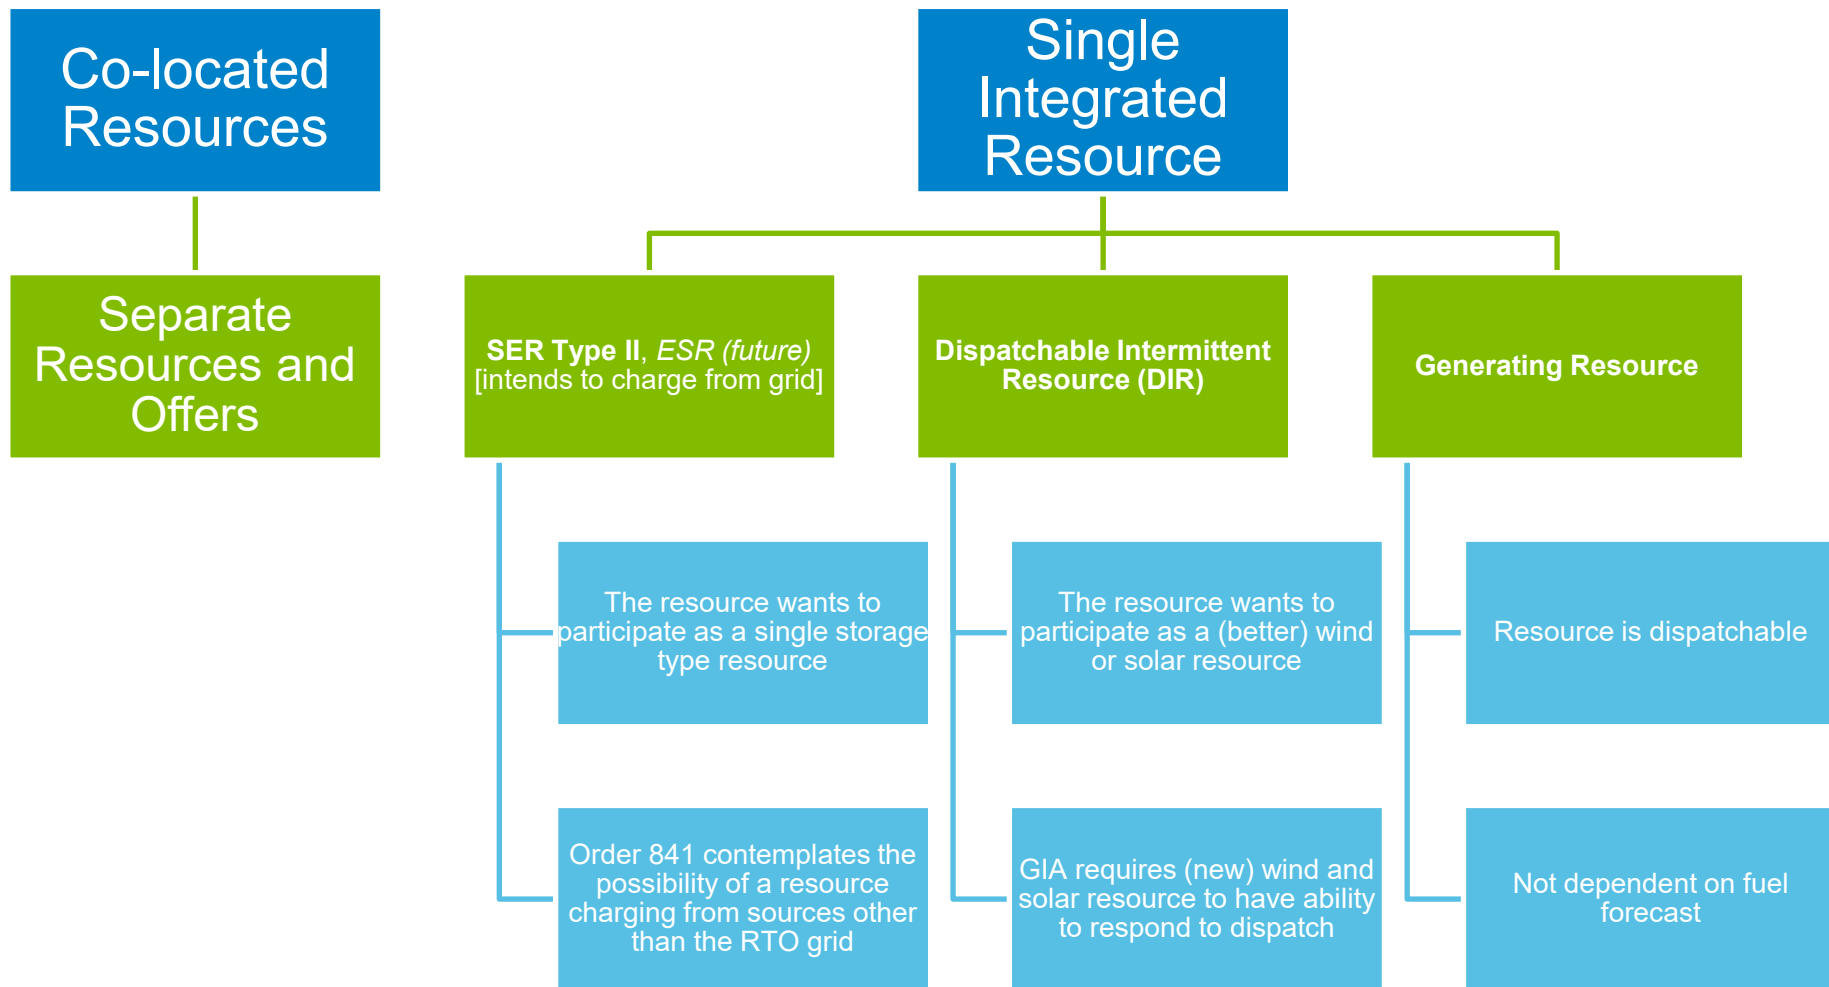 Co-located
Resources
Single
Integrated
Resource
Separate
Resources and
Offers
SER Type II, ESR (future)
[intends to charge from grid]
Dispatchable Intermittent
Resource (DIR)
Generating Resource
The resource wants to
participate as a single storage
type resource
The resource wants to
participate as a (better) wind
or solar resource
Resource is dispatchable
Order 841 contemplates the
possibility of a resource
charging from sources other
than the RTO grid
GIA requires (new) wind and
solar resource to have ability
to respond to dispatch
Not dependent on fuel
forecast